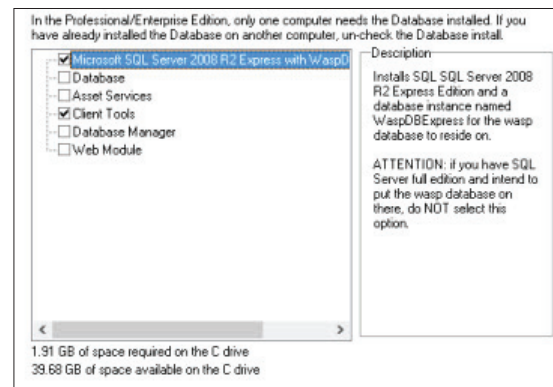 In the Professional/Enterprise Edition, only one computer needs the Database installed. If you
have already installed the Database on another computer, un-check the Database install.
Microsoft SQL Server 2008 R2 Express with WaspD
Database
Asset Services
Client Tools
Database Manager
Web Module
Description
Installs SQL SQL Server 2008
R2 Express Edition and a
database instance named
WaspDBExpress for the wasp
database to reside on.
ATTENTION: if you have SQL
Server full edition and intend to
put the wasp database on
there, do NOT select this
option.
1.91 GB of space required on the C drive
39.68 GB of space available on the C drive